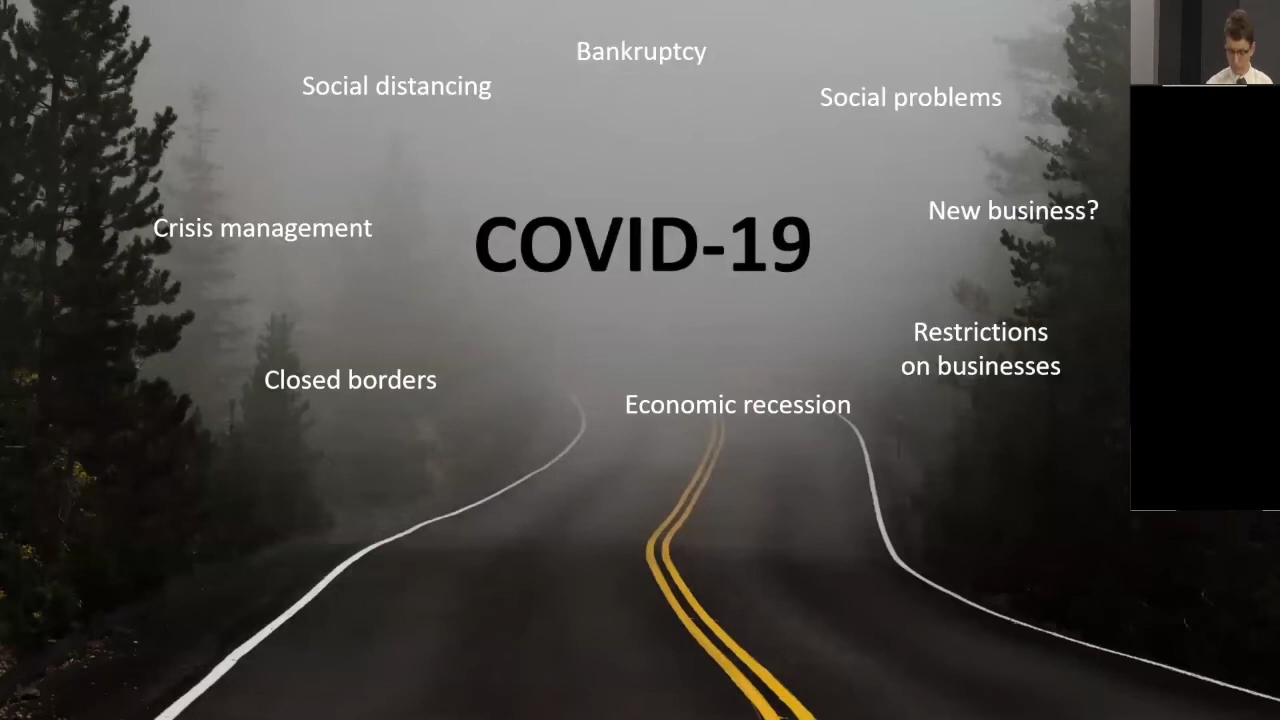 Bankruptcy
Social distancing
Social problems
New business?
Crisis management
COVID-19
Restrictions
on businesses
Closed borders
Economic recession